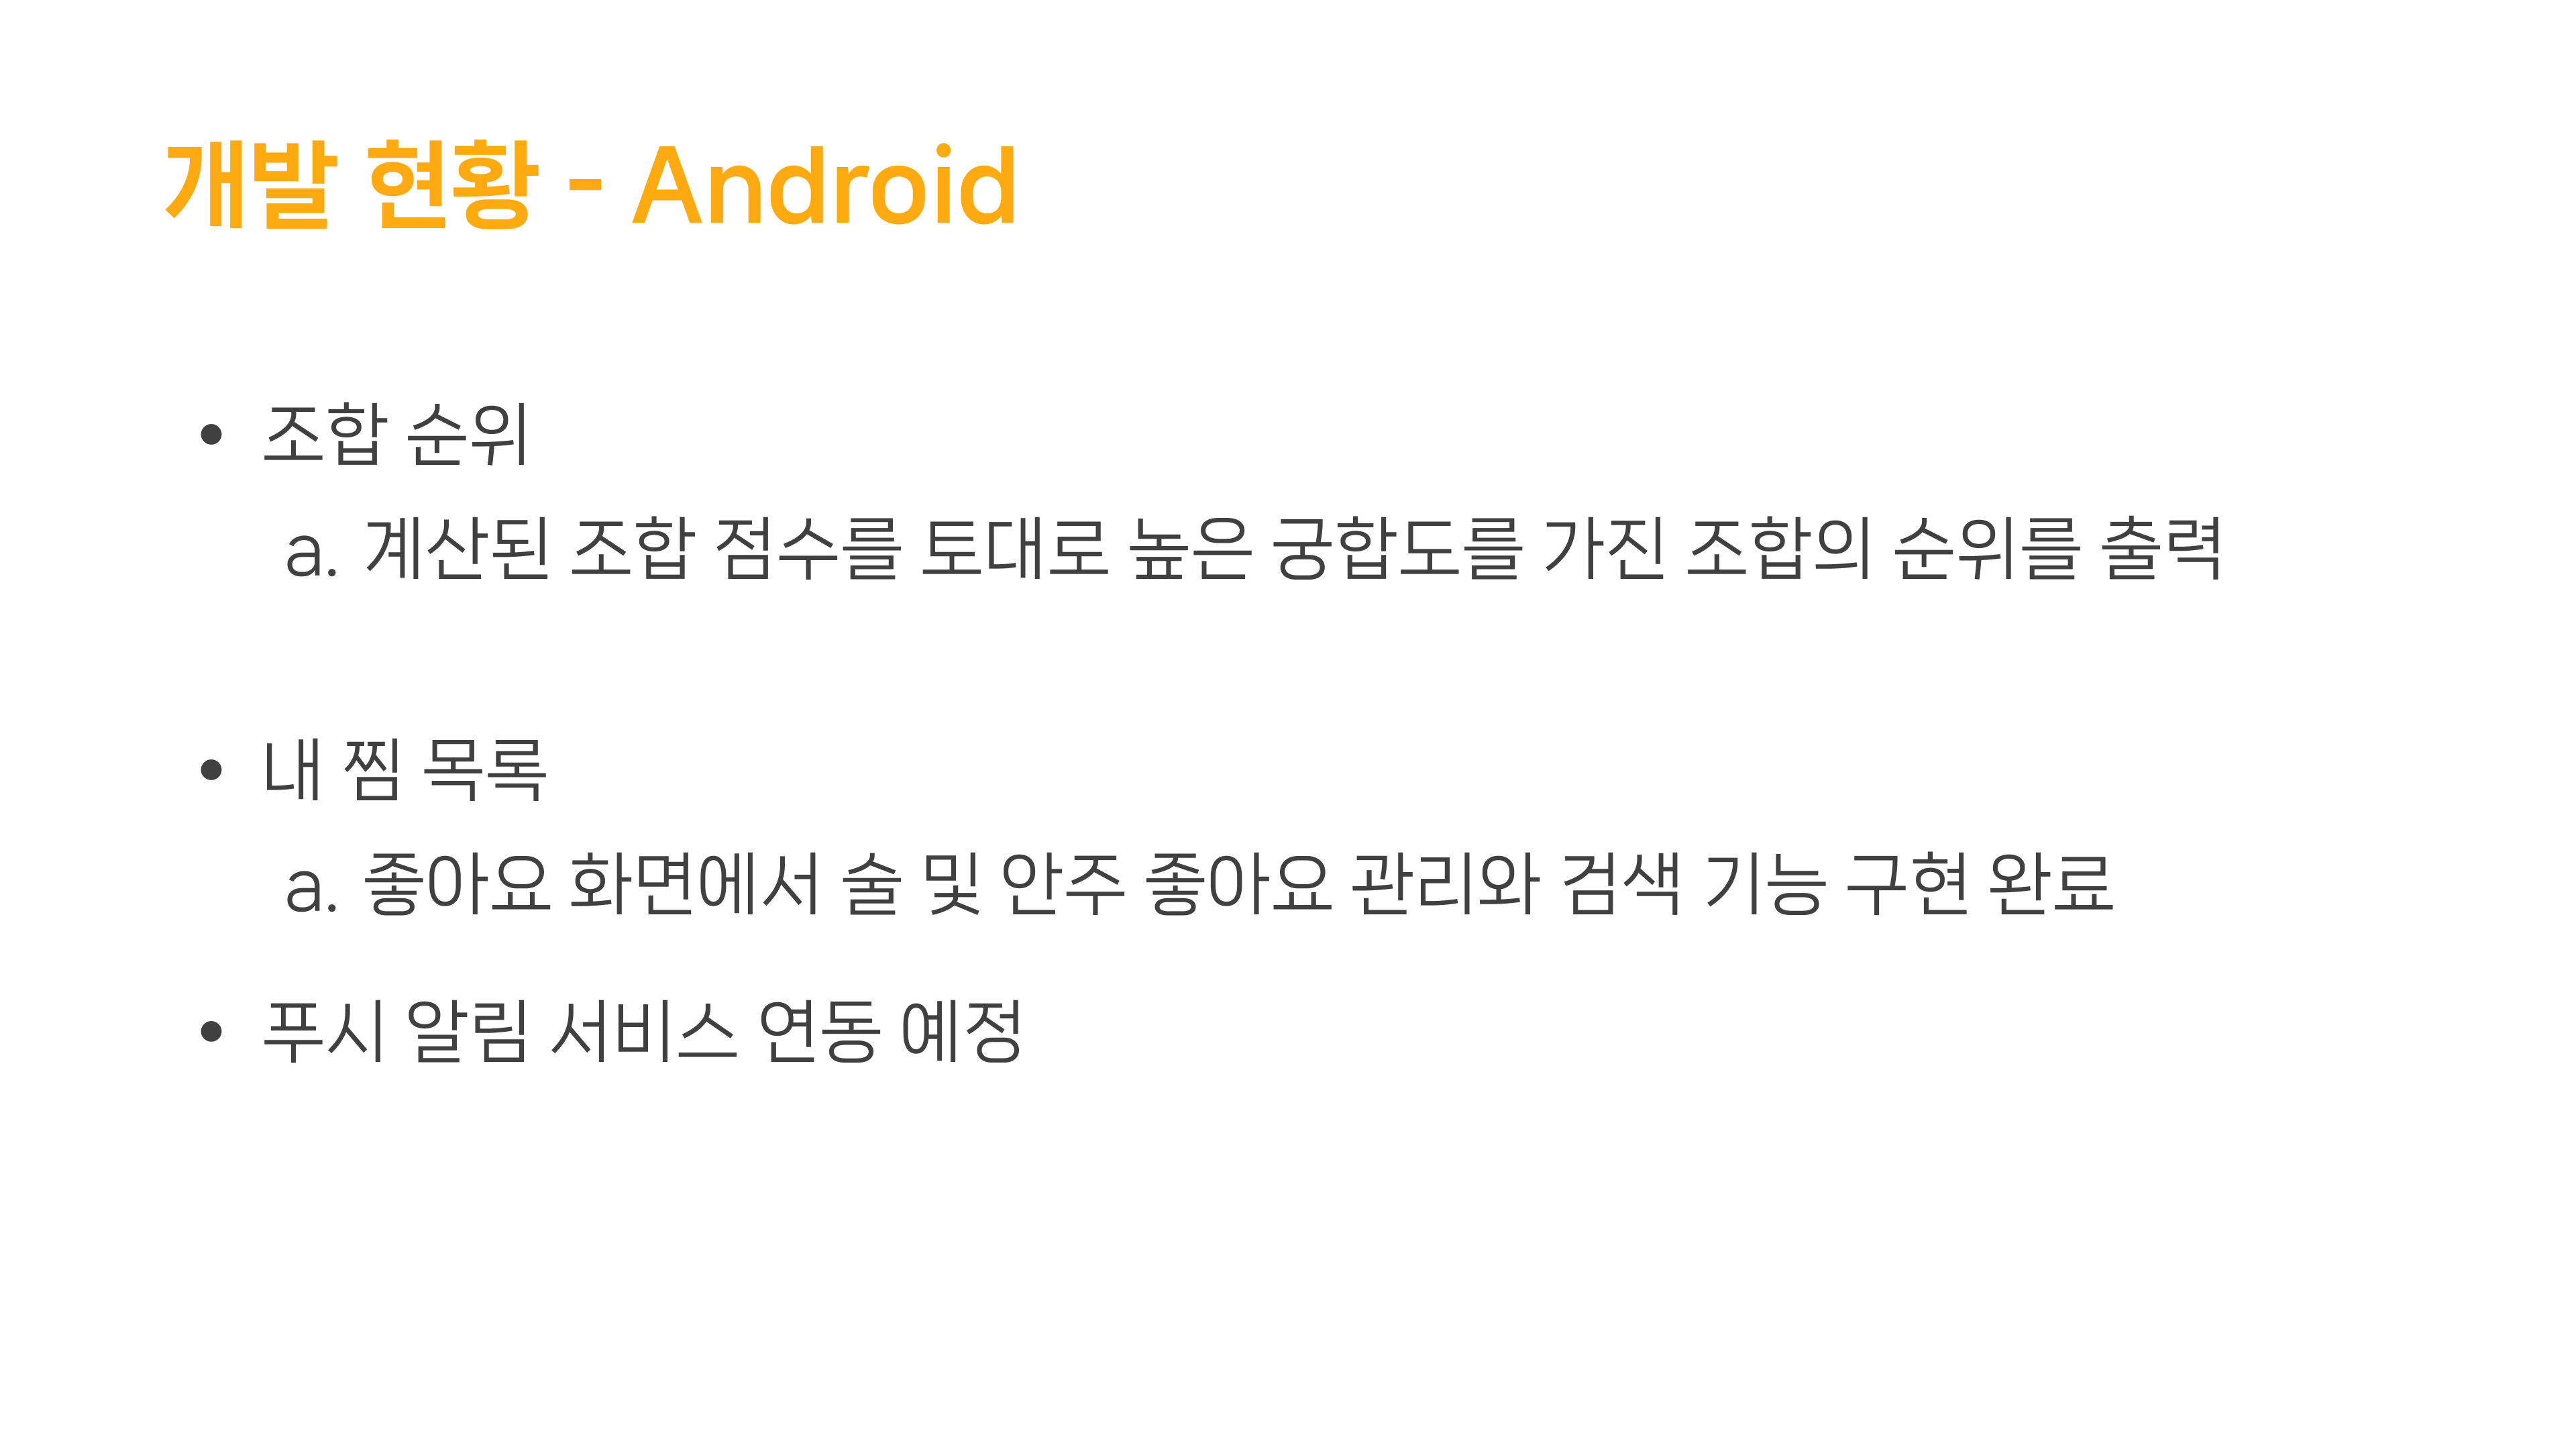 개발 현황 - Android
• 조합 순위
a. 계산된 조합 점수를 토대로 높은 궁합도를 가진 조합의 순위를 출력
• 내 찜 목록
a. 좋아요 화면에서 술 및 안주 좋아요 관리와 검색 기능 구현 완료
• 푸시 알림 서비스 연동 예정